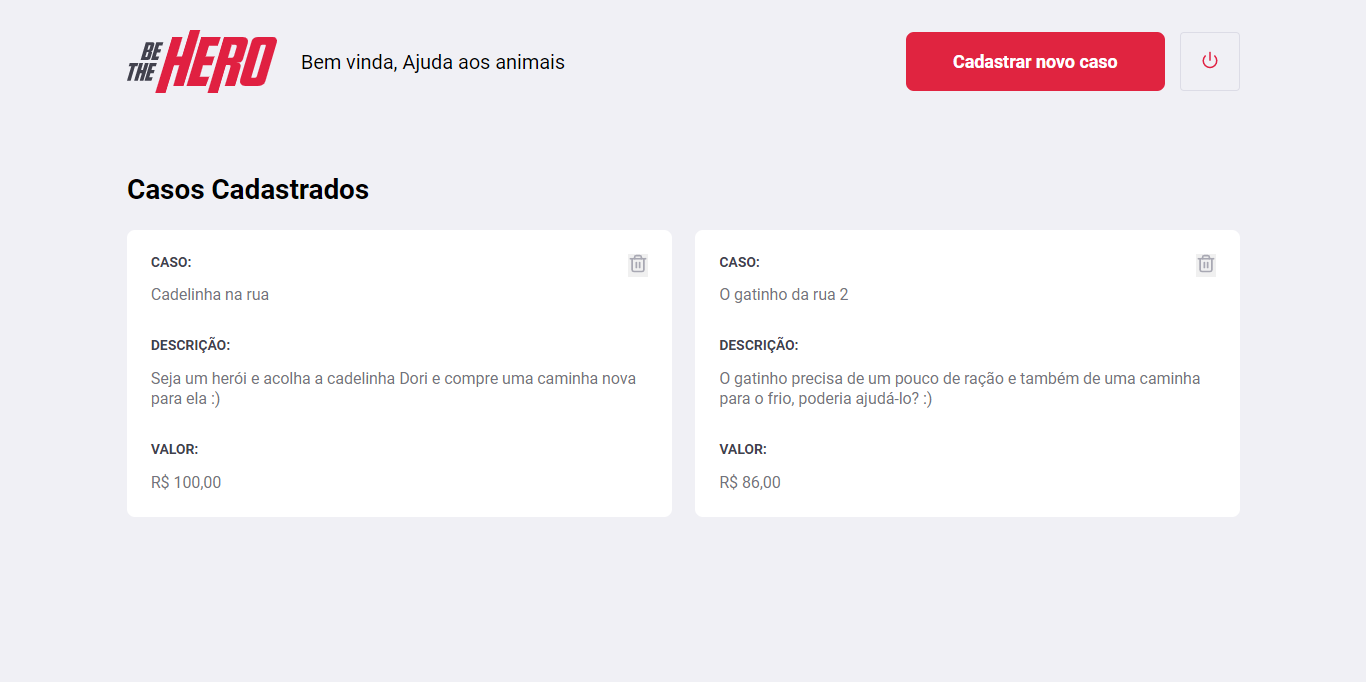 BE THE HERO
Bem vinda, Ajuda aos animais
Cadastrar novo caso
Casos Cadastrados
CASO:
Cadelinha na rua
DESCRIÇÃO:
Seja um herói e acolha a cadelinha Dori e compre uma caminha nova
para ela :)
VALOR:
R$ 100,00
CASO:
O gatinho da rua 2
DESCRIÇÃO:
O gatinho precisa de um pouco de ração e também de uma caminha
para o frio, poderia ajudá-lo? :)
VALOR:
R$ 86,00